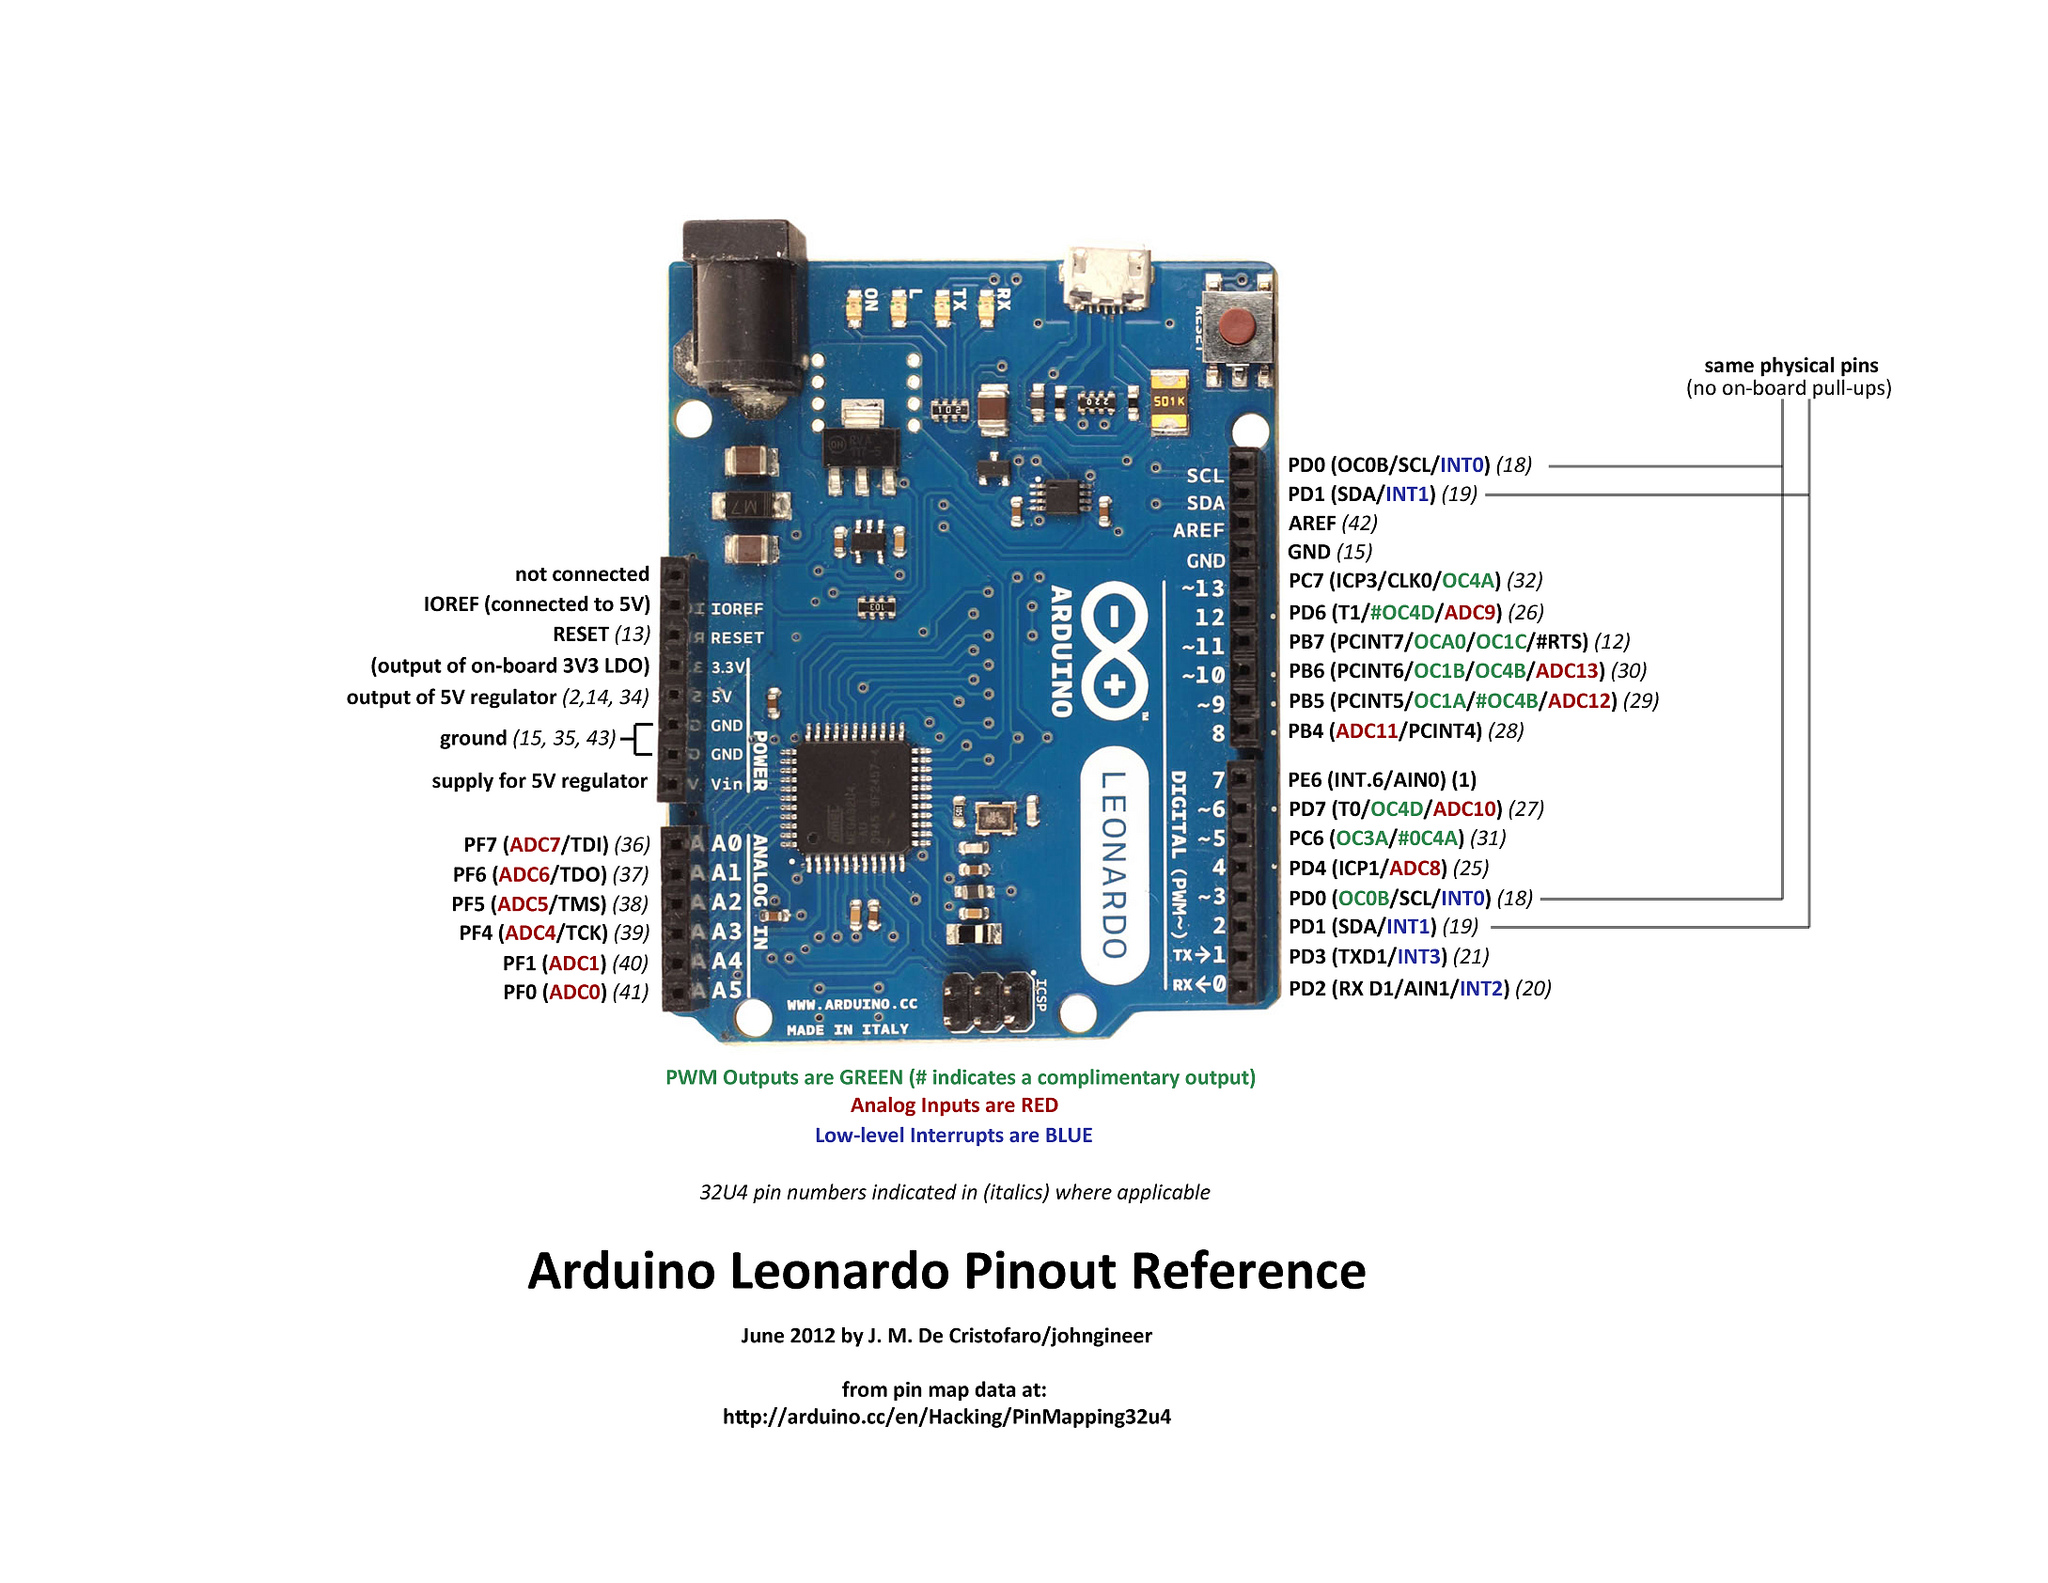 same physical pins
(no on-board pull-ups)
ON
L
TX
RX
RESET
102
220
501K
M7
103
SCL
SDA
AREF
GND
~13
12
~11
~10
~9
8
7
~6
~5
4
~3
2
TX→1
RX←0
DIGITAL (PWM~)
ARDUINO
TM
LEONARDO
ICSP
IOREF
RESET
3.3V
5V
GND
GND
Vin
POWER
A0
A1
A2
A3
A4
A5
ANALOG IN
WWW.ARDUINO.CC
MADE IN ITALY
not connected
IOREF (connected to 5V)
RESET (13)
(output of on-board 3V3 LDO)
output of 5V regulator (2,14, 34)
ground (15, 35, 43)
supply for 5V regulator
PF7 (ADC7/TDI) (36)
PF6 (ADC6/TDO) (37)
PF5 (ADC5/TMS) (38)
PF4 (ADC4/TCK) (39)
PF1 (ADC1) (40)
PF0 (ADC0) (41)
PD0 (OC0B/SCL/INT0) (18)
PD1 (SDA/INT1) (19)
AREF (42)
GND (15)
PC7 (ICP3/CLK0/OC4A) (32)
PD6 (T1/#OC4D/ADC9) (26)
PB7 (PCINT7/OCA0/OC1C/#RTS) (12)
PB6 (PCINT6/OC1B/OC4B/ADC13) (30)
PB5 (PCINT5/OC1A/#OC4B/ADC12) (29)
PB4 (ADC11/PCINT4) (28)
PE6 (INT.6/AIN0) (1)
PD7 (T0/OC4D/ADC10) (27)
PC6 (OC3A/#0C4A) (31)
PD4 (ICP1/ADC8) (25)
PD0 (OC0B/SCL/INT0) (18)
PD1 (SDA/INT1) (19)
PD3 (TXD1/INT3) (21)
PD2 (RX D1/AIN1/INT2) (20)
PWM Outputs are GREEN (# indicates a complimentary output)
Analog Inputs are RED
Low-level Interrupts are BLUE
32U4 pin numbers indicated in (italics) where applicable
Arduino Leonardo Pinout Reference
June 2012 by J. M. De Cristofaro/johngineer
from pin map data at:
http://arduino.cc/en/Hacking/PinMapping32u4